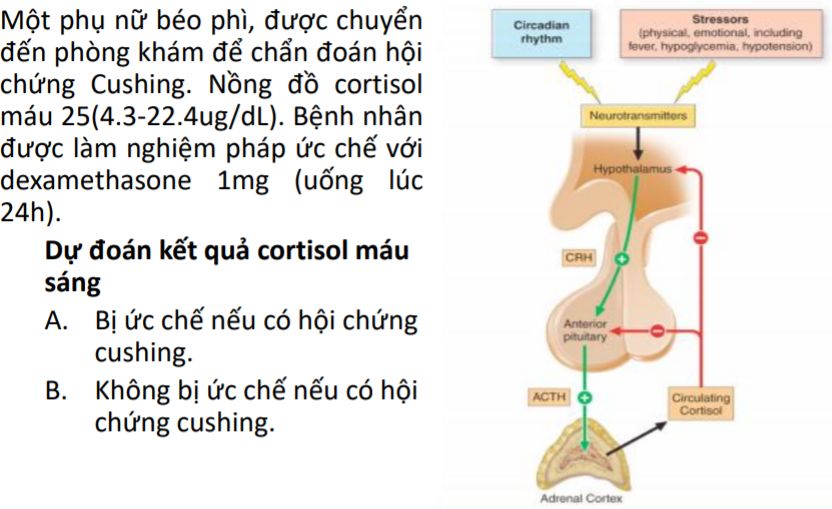 Một phụ nữ béo phì, được chuyển
đến phòng khám để chẩn đoán hội
chứng Cushing. Nồng đồ cortisol
máu 25(4.3-22.4ug/dL). Bệnh nhân
được làm nghiệm pháp ức chế với
dexamethasone 1mg (uống lúc
24h).
Dự đoán kết quả cortisol máu
sáng
A. Bị ức chế nếu có hội chứng
cushing.
B. Không bị ức chế nếu có hội
chứng cushing.
Circadian
rhythm
Stressors
(physical, emotional, including
fever, hypoglycemia, hypotension)
Neurotransmitters
Hypothalamus
CRH
Anterior
pituitary
ACTH
Circulating
Cortisol
Adrenal Cortex